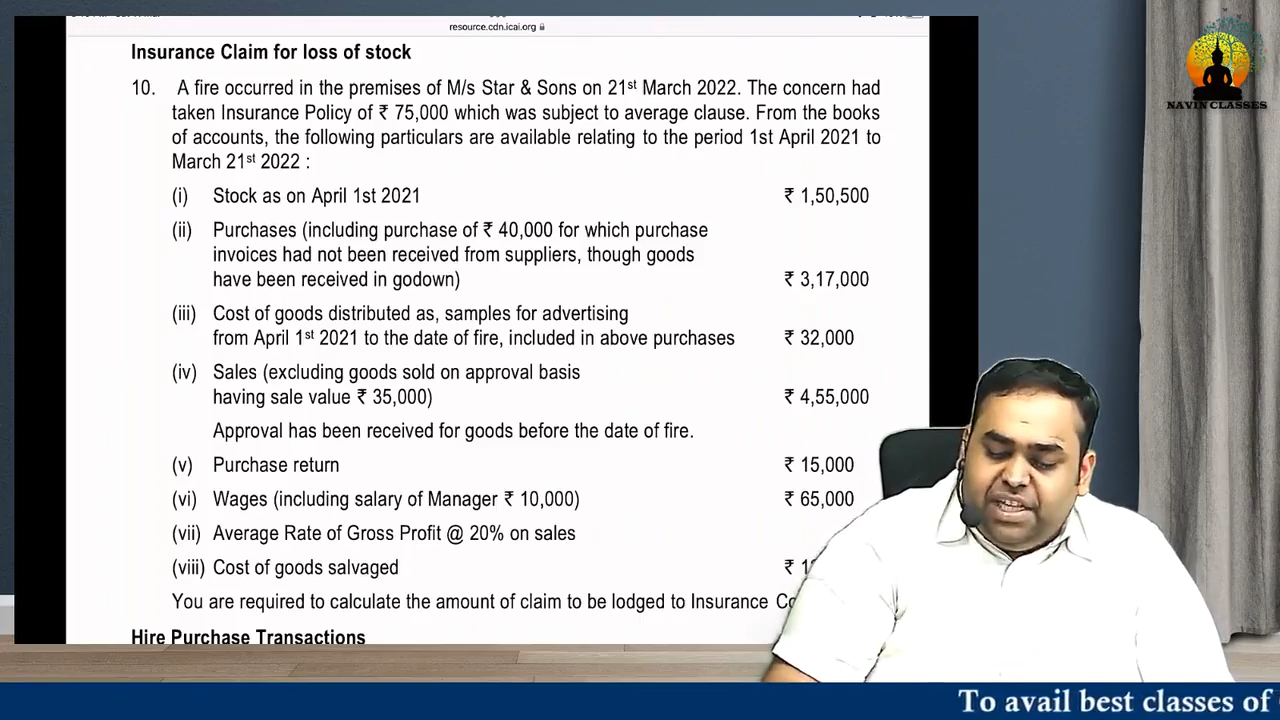 resource.cdn.icai.org
NAVIN CLASSES
Insurance Claim for loss of stock
10. A fire occurred in the premises of M/s Star & Sons on 21st March 2022. The concern had
taken Insurance Policy of ₹ 75,000 which was subject to average clause. From the books
of accounts, the following particulars are available relating to the period 1st April 2021 to
March 21st 2022 :
(i) Stock as on April 1st 2021 ₹ 1,50,500
(ii) Purchases (including purchase of ₹ 40,000 for which purchase
invoices had not been received from suppliers, though goods
have been received in godown) ₹ 3,17,000
(iii) Cost of goods distributed as, samples for advertising
from April 1st 2021 to the date of fire, included in above purchases ₹ 32,000
(iv) Sales (excluding goods sold on approval basis
having sale value ₹ 35,000) ₹ 4,55,000
Approval has been received for goods before the date of fire.
(v) Purchase return ₹ 15,000
(vi) Wages (including salary of Manager ₹ 10,000) ₹ 65,000
(vii) Average Rate of Gross Profit @ 20% on sales
(viii) Cost of goods salvaged ₹
You are required to calculate the amount of claim to be lodged to Insurance
Hire Purchase Transactions
To avail best classes of